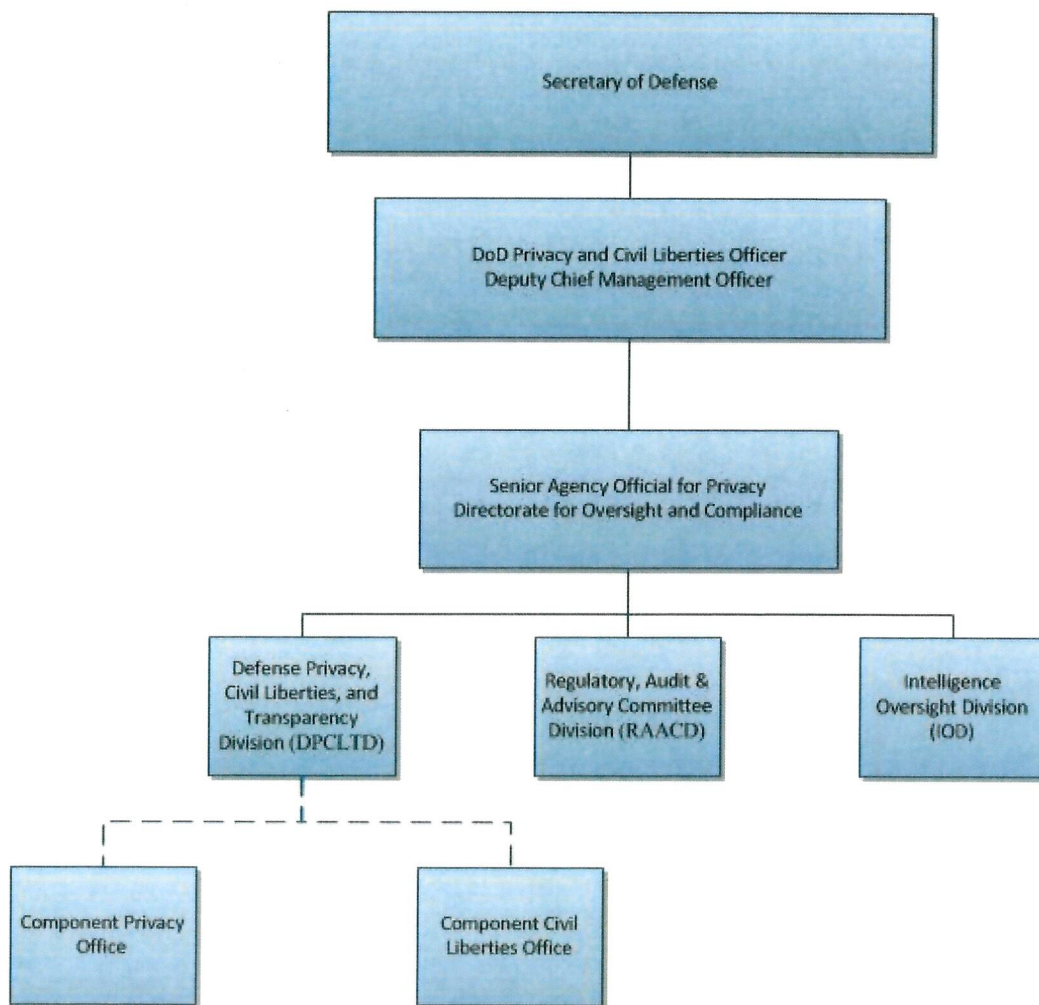 Secretary of Defense
DoD Privacy and Civil Liberties Officer
Deputy Chief Management Officer
Senior Agency Official for Privacy
Directorate for Oversight and Compliance
Defense Privacy,
Civil Liberties, and
Transparency
Division (DPCLTD)
Regulatory, Audit &
Advisory Committee
Division (RAACD)
Intelligence
Oversight Division
(IOD)
Component Privacy
Office
Component Civil
Liberties Office